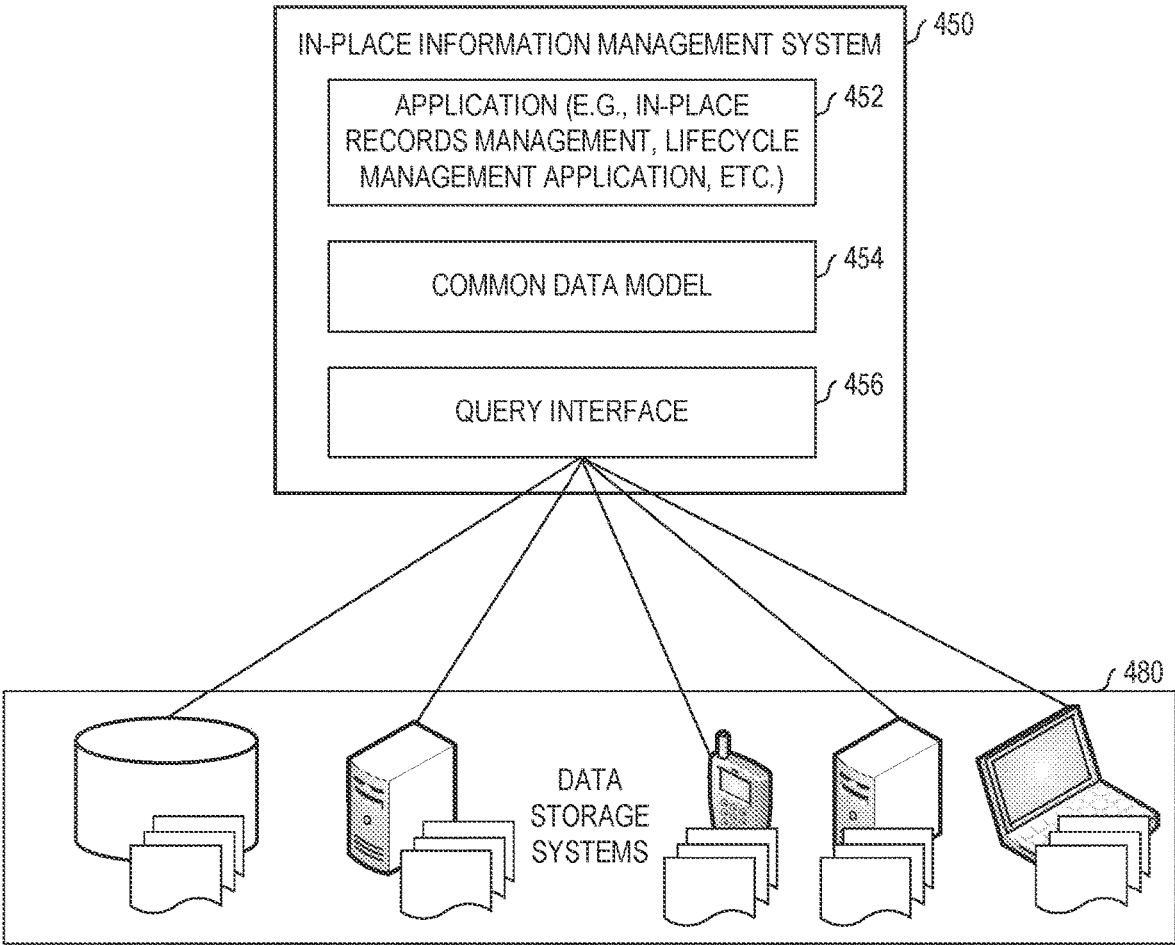 IN-PLACE INFORMATION MANAGEMENT SYSTEM
450
APPLICATION (E.G., IN-PLACE
RECORDS MANAGEMENT, LIFECYCLE
MANAGEMENT APPLICATION, ETC.)
452
COMMON DATA MODEL
454
QUERY INTERFACE
456
480
DATA
STORAGE
SYSTEMS